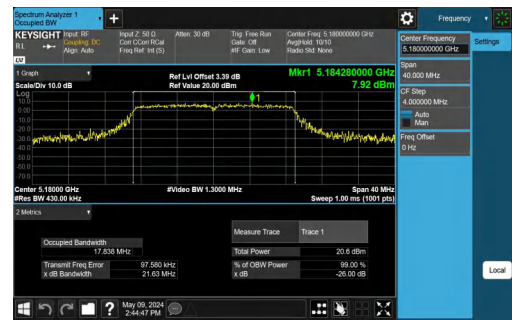 Spectrum Analyzer 1
Occupied BW
+
Frequency
KEYSIGHT
Input: RF
Input Z: 50 Ω
Atten: 30 dB
Trig: Free Run
Center Freq: 5.180000000 GHz
RL
Coupling: DC
Corr CCorr RCal
Gate: Off
Avg|Hold: 10/10
Align: Auto
Freq Ref: Int (S)
#IF Gain: Low
Radio Std: None
Center Frequency
5.180000000 GHz
Settings
Span
40.000 MHz
CF Step
4.000000 MHz
Auto
Man
Freq Offset
0 Hz
1 Graph
Ref Lvl Offset 3.39 dB
Mkr1 5.184280000 GHz
Scale/Div 10.0 dB
Ref Value 20.00 dBm
7.92 dBm
Log
10.0
0.00
-10.0
-20.0
-30.0
-40.0
-50.0
-60.0
-70.0
1
Center 5.18000 GHz
#Video BW 1.3000 MHz
Span 40 MHz
#Res BW 430.00 kHz
Sweep 1.00 ms (1001 pts)
2 Metrics
Measure Trace
Trace 1
Occupied Bandwidth
17.838 MHz
Total Power
20.6 dBm
Transmit Freq Error
97.580 kHz
% of OBW Power
99.00 %
x dB Bandwidth
21.63 MHz
x dB
-26.00 dB
Local
?
May 09, 2024
2:44:47 PM